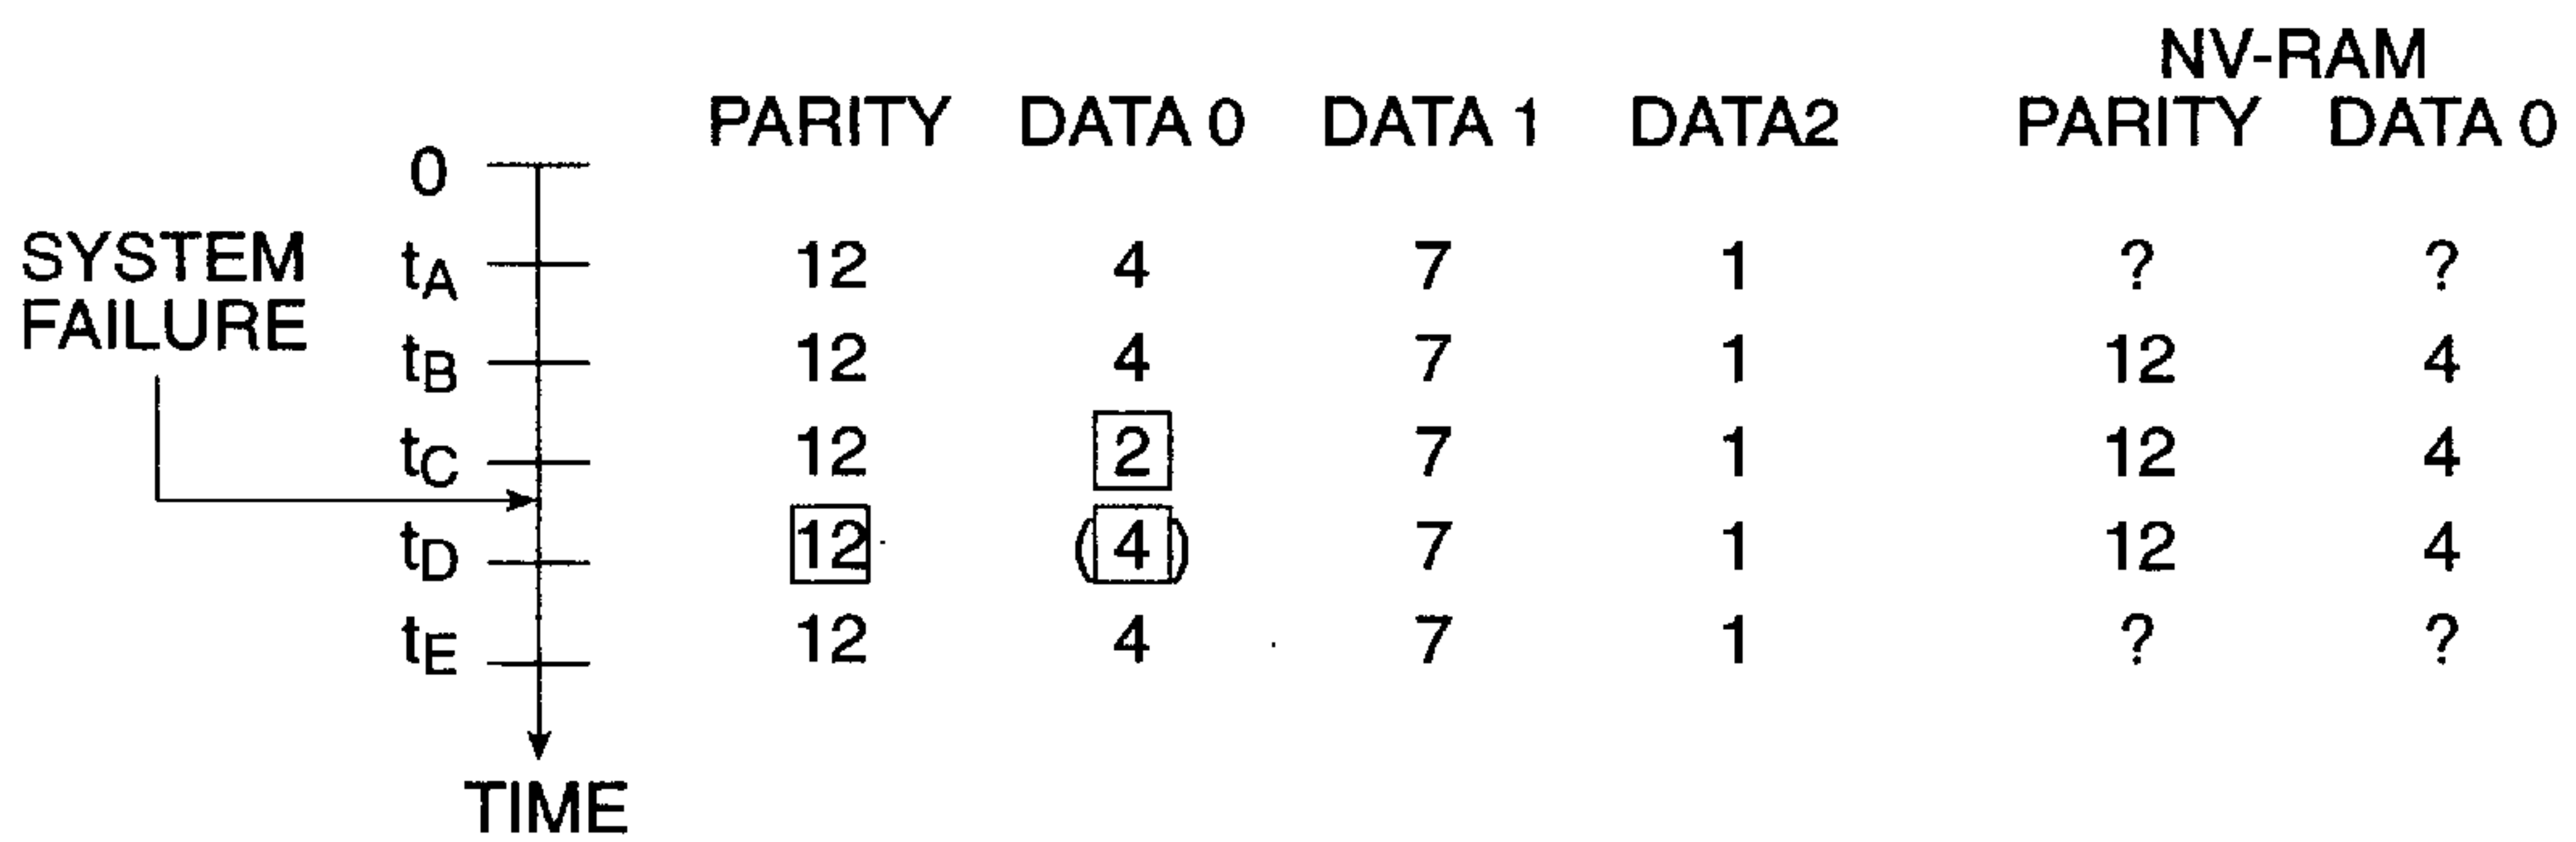 NV-RAM
PARITY DATA 0 DATA 1 DATA2 PARITY DATA 0
0
SYSTEM
FAILURE
tA 12 4 7 1 ? ?
tB 12 4 7 1 12 4
tC 12 2 7 1 12 4
tD 12 (4) 7 1 12 4
tE 12 4 7 1 ? ?
TIME